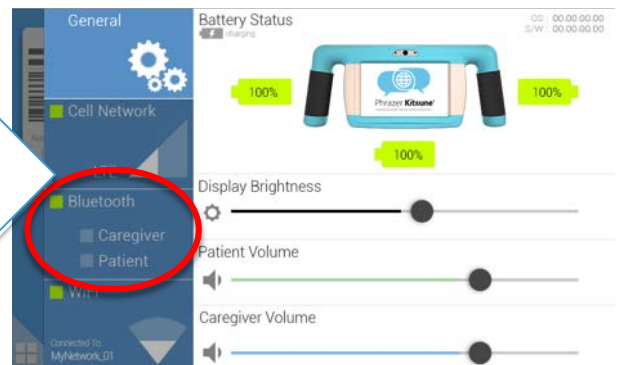 General
Cell Network
LTE
Bluetooth
Caregiver
Patient
WiFi
Connected To:
MyNetwork_01
Battery Status
charging
OS : 00.00.00.00
S/W : 00.00.00.00
100%
100%
Phrazer Kitsune'
100%
Display Brightness
Patient Volume
Caregiver Volume